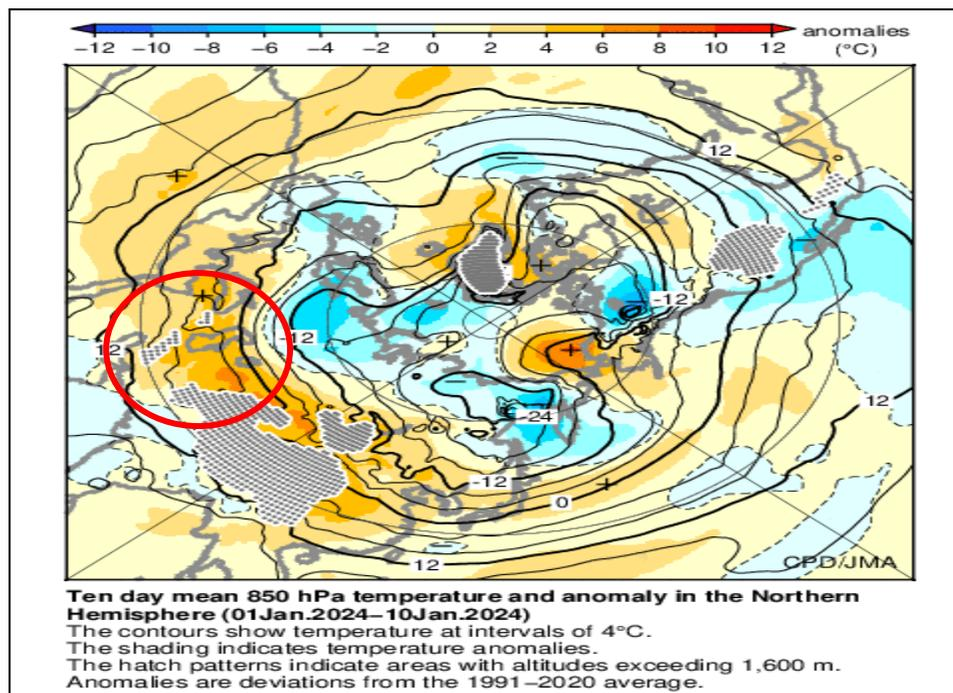 anomalies
−12 −10 −8 −6 −4 −2 0 2 4 6 8 10 12 (°C)
12
-12
12
-12
-24
12
-12
0
12
CPD/JMA
Ten day mean 850 hPa temperature and anomaly in the Northern
Hemisphere (01Jan.2024−10Jan.2024)
The contours show temperature at intervals of 4°C.
The shading indicates temperature anomalies.
The hatch patterns indicate areas with altitudes exceeding 1,600 m.
Anomalies are deviations from the 1991−2020 average.